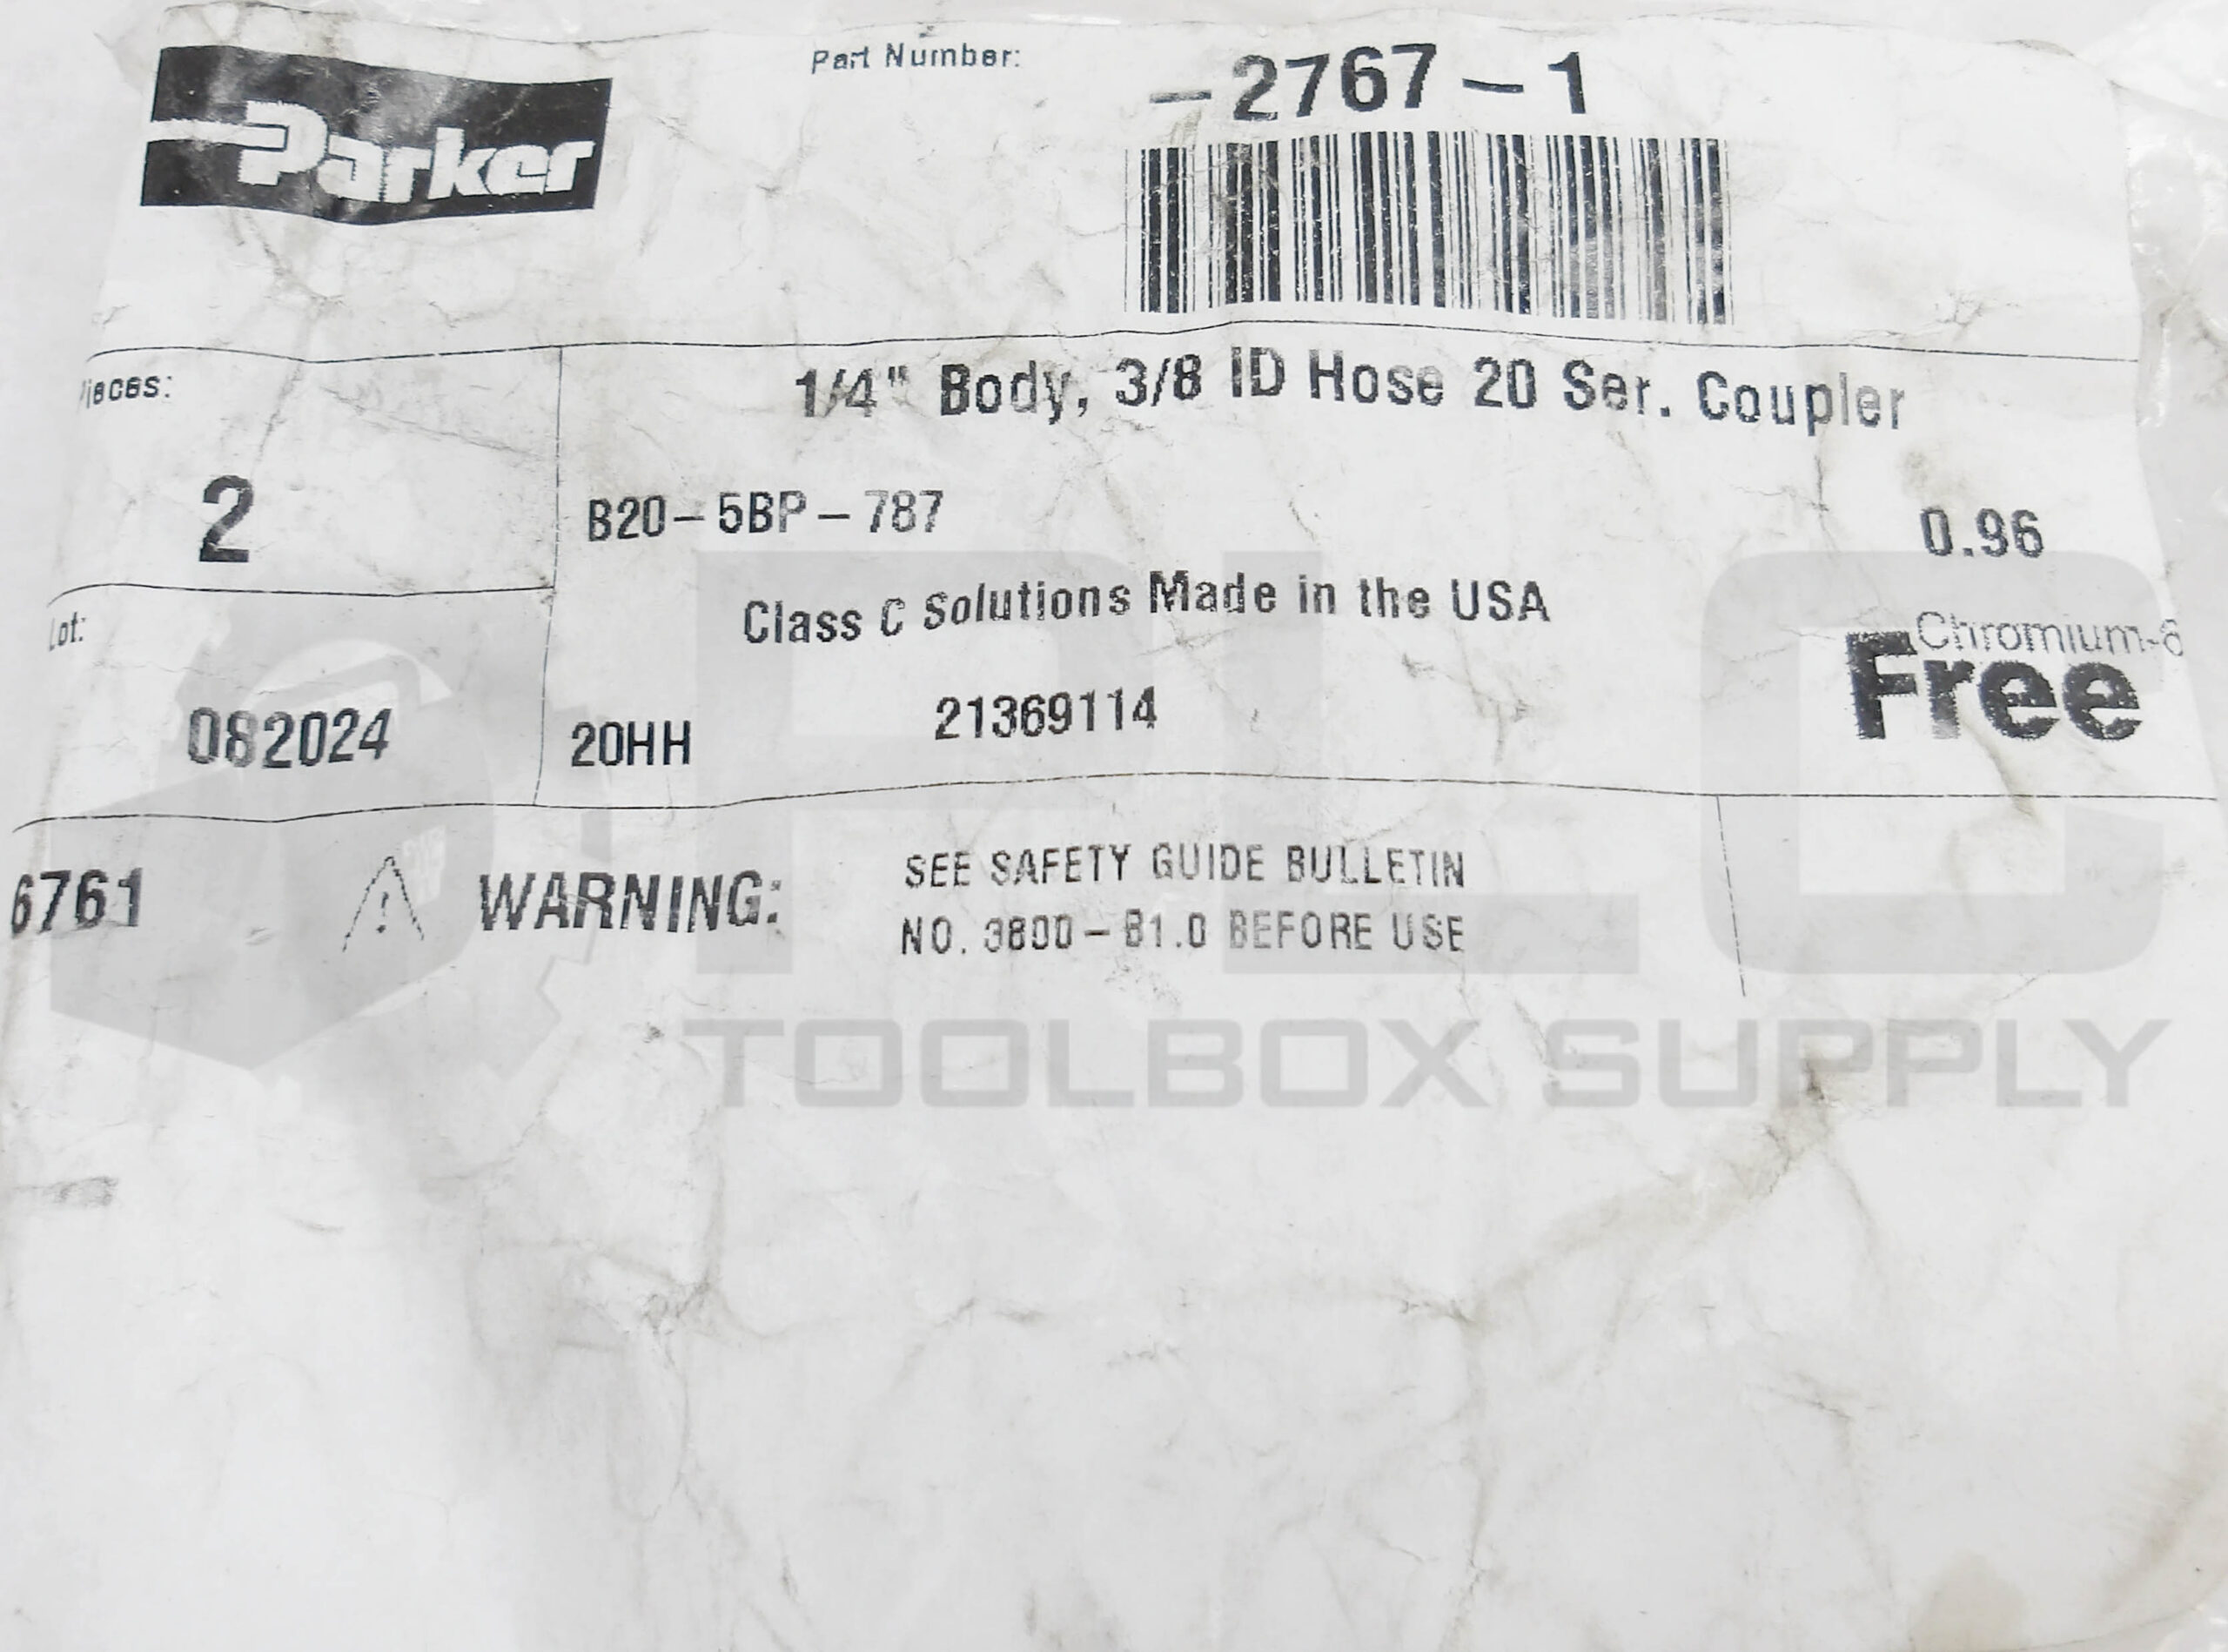 Parker
Part Number:
-2767-1
1/4" Body, 3/8 ID Hose 20 Ser. Coupler
2
B20-5BP-787
0.96
Class C Solutions Made in the USA
Chromium-6
Free
Lot:
082024
20HH
21369114
6761
WARNING:
SEE SAFETY GUIDE BULLETIN
NO. 3800-B1.0 BEFORE USE
PLC
TOOLBOX SUPPLY